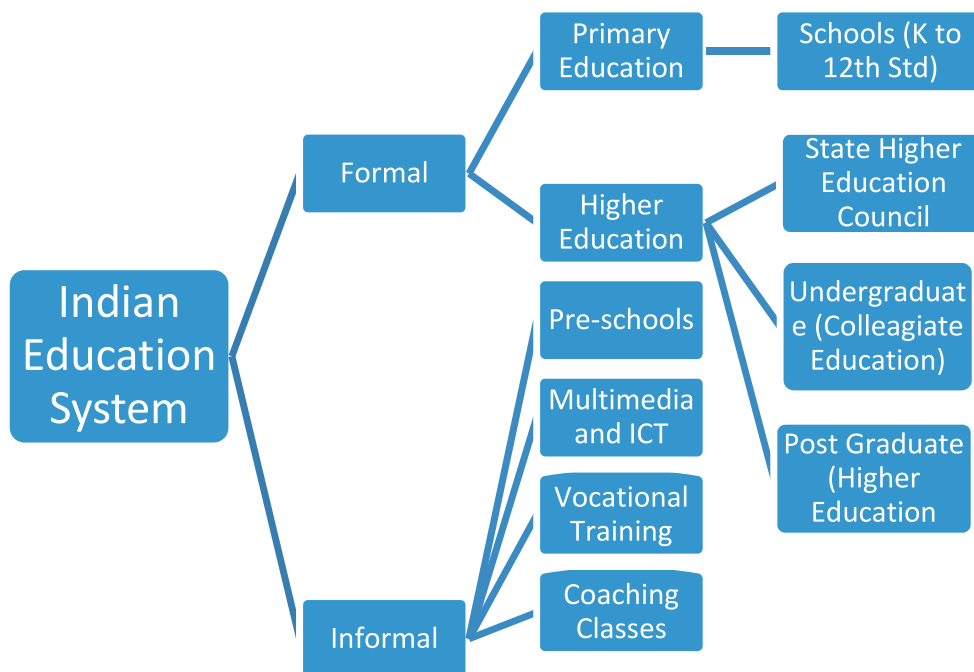 Indian
Education
System
Formal
Informal
Primary
Education
Higher
Education
Pre-schools
Multimedia
and ICT
Vocational
Training
Coaching
Classes
Schools (K to
12th Std)
State Higher
Education
Council
Undergraduat
e (Colleagiate
Education)
Post Graduate
(Higher
Education